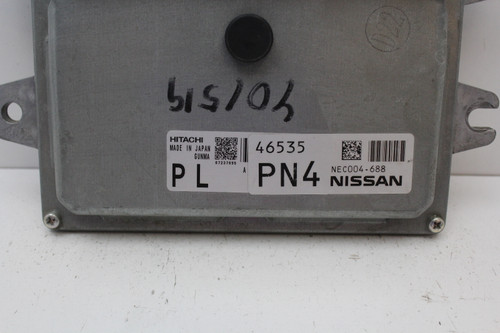 HITACHI
MADE IN JAPAN
GUNMA
46535
PL
A
PN4
NEC004-688
NISSAN